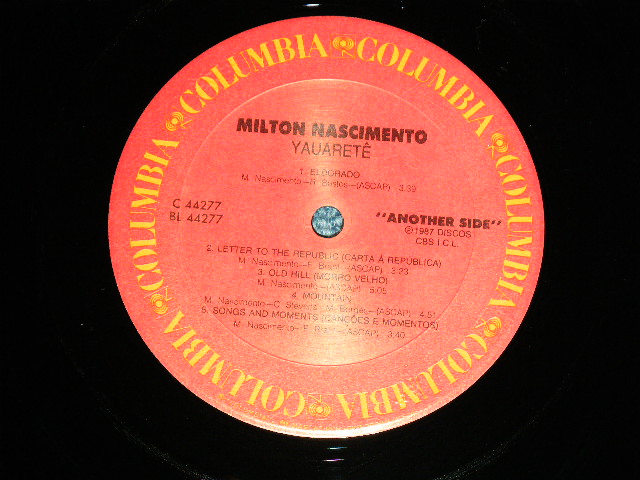 COLUMBIA COLUMBIA COLUMBIA COLUMBIA COLUMBIA COLUMBIA
MILTON NASCIMENTO
YAUARETÊ
1. ELDORADO
M. Nascimento—R. Bastos—(ASCAP) 3:39
C 44277
BL 44277
"ANOTHER SIDE"
℗1987 DISCOS
CBS I.C.L.
2. LETTER TO THE REPUBLIC (CARTA À REPÚBLICA)
M. Nascimento—F. Brant—(ASCAP) 3:23
3. OLD HILL (MORRO VELHO)
M. Nascimento—(ASCAP) 5:05
4. MOUNTAIN
M. Nascimento—C. Stevens—M. Borges—(ASCAP) 4:51
5. SONGS AND MOMENTS (CANÇÕES E MOMENTOS)
M. Nascimento—F. Brant—(ASCAP) 3:40